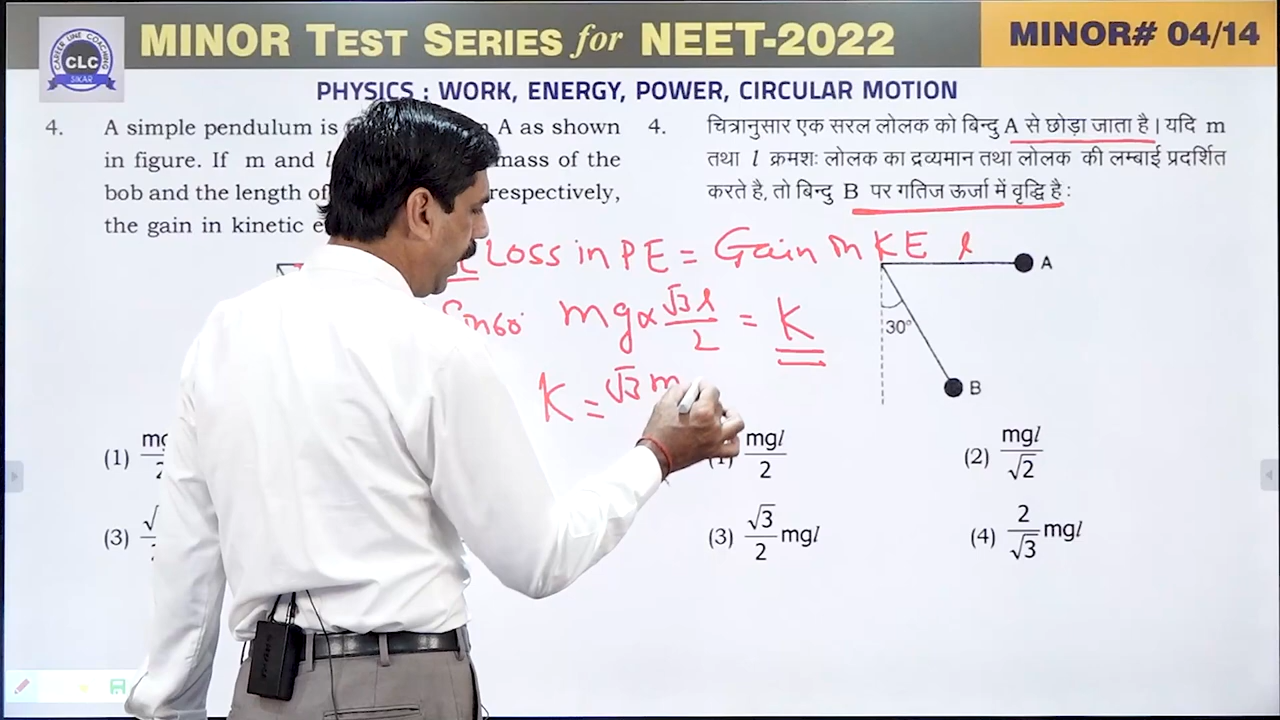 MINOR TEST SERIES for NEET-2022
MINOR# 04/14
CAREER LINE COACHING
CLC
SIKAR
PHYSICS : WORK, ENERGY, POWER, CIRCULAR MOTION
4. A simple pendulum is A as shown
in figure. If m and l mass of the
bob and the length of respectively,
the gain in kinetic
4. चित्रानुसार एक सरल लोलक को बिन्दु A से छोड़ा जाता है। यदि m
तथा l क्रमशः लोलक का द्रव्यमान तथा लोलक की लम्बाई प्रदर्शित
करते है, तो बिन्दु B पर गतिज ऊर्जा में वृद्धि है :
Loss in PE = Gain in KE
l
A
Sin60°
mg × √3l/2 = K
30°
K = √3 m
B
(1)
(3)
(1) mgl/2
(2) mgl/√2
(3) √3/2 mgl
(4) 2/√3 mgl